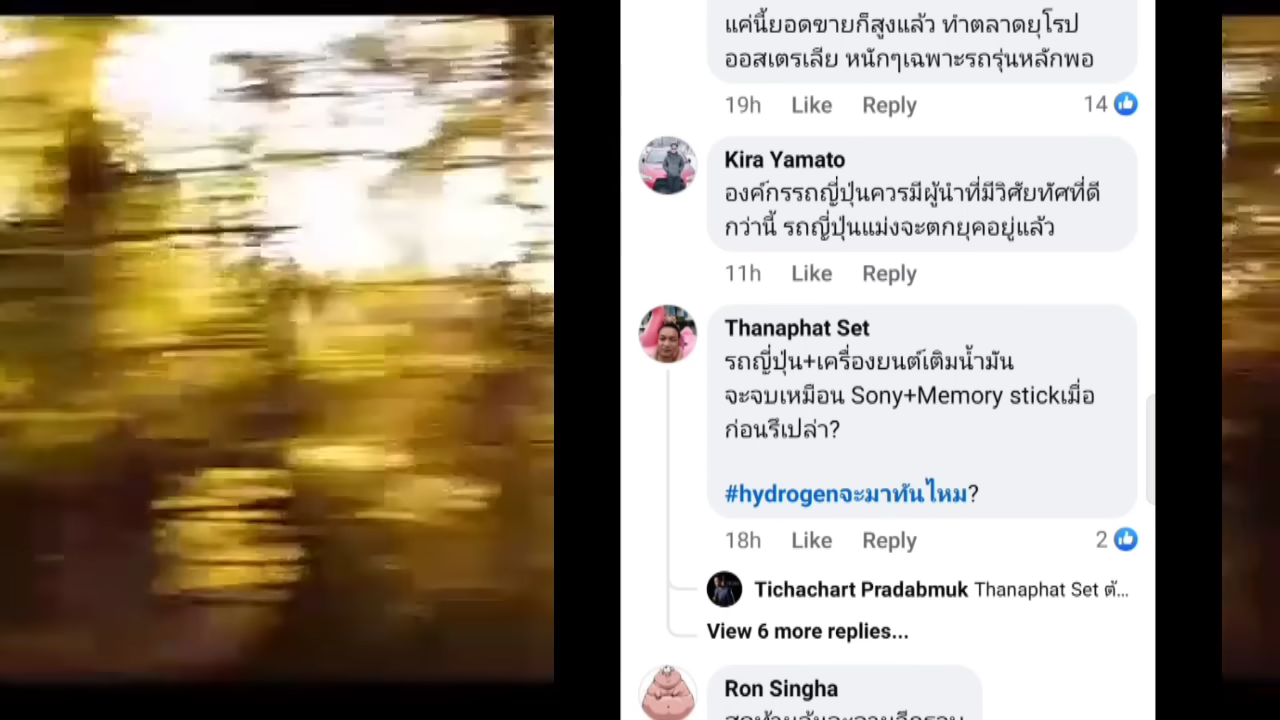 แค่นี้ยอดขายก็สูงแล้ว ทำตลาดยุโรป
ออสเตรเลีย หนักๆเฉพาะรถรุ่นหลักพอ
19h Like Reply 14
Kira Yamato
องค์กรรถญี่ปุ่นควรมีผู้นำที่มีวิศัยทัศที่ดี
กว่านี้ รถญี่ปุ่นแม่งจะตกยุคอยู่แล้ว
11h Like Reply
Thanaphat Set
รถญี่ปุ่น+เครื่องยนต์เติมน้ำมัน
จะจบเหมือน Sony+Memory stickเมื่อ
ก่อนรึเปล่า?
#hydrogenจะมาทันไหม?
18h Like Reply 2
Tichachart Pradabmuk Thanaphat Set ตั...
View 6 more replies...
Ron Singha